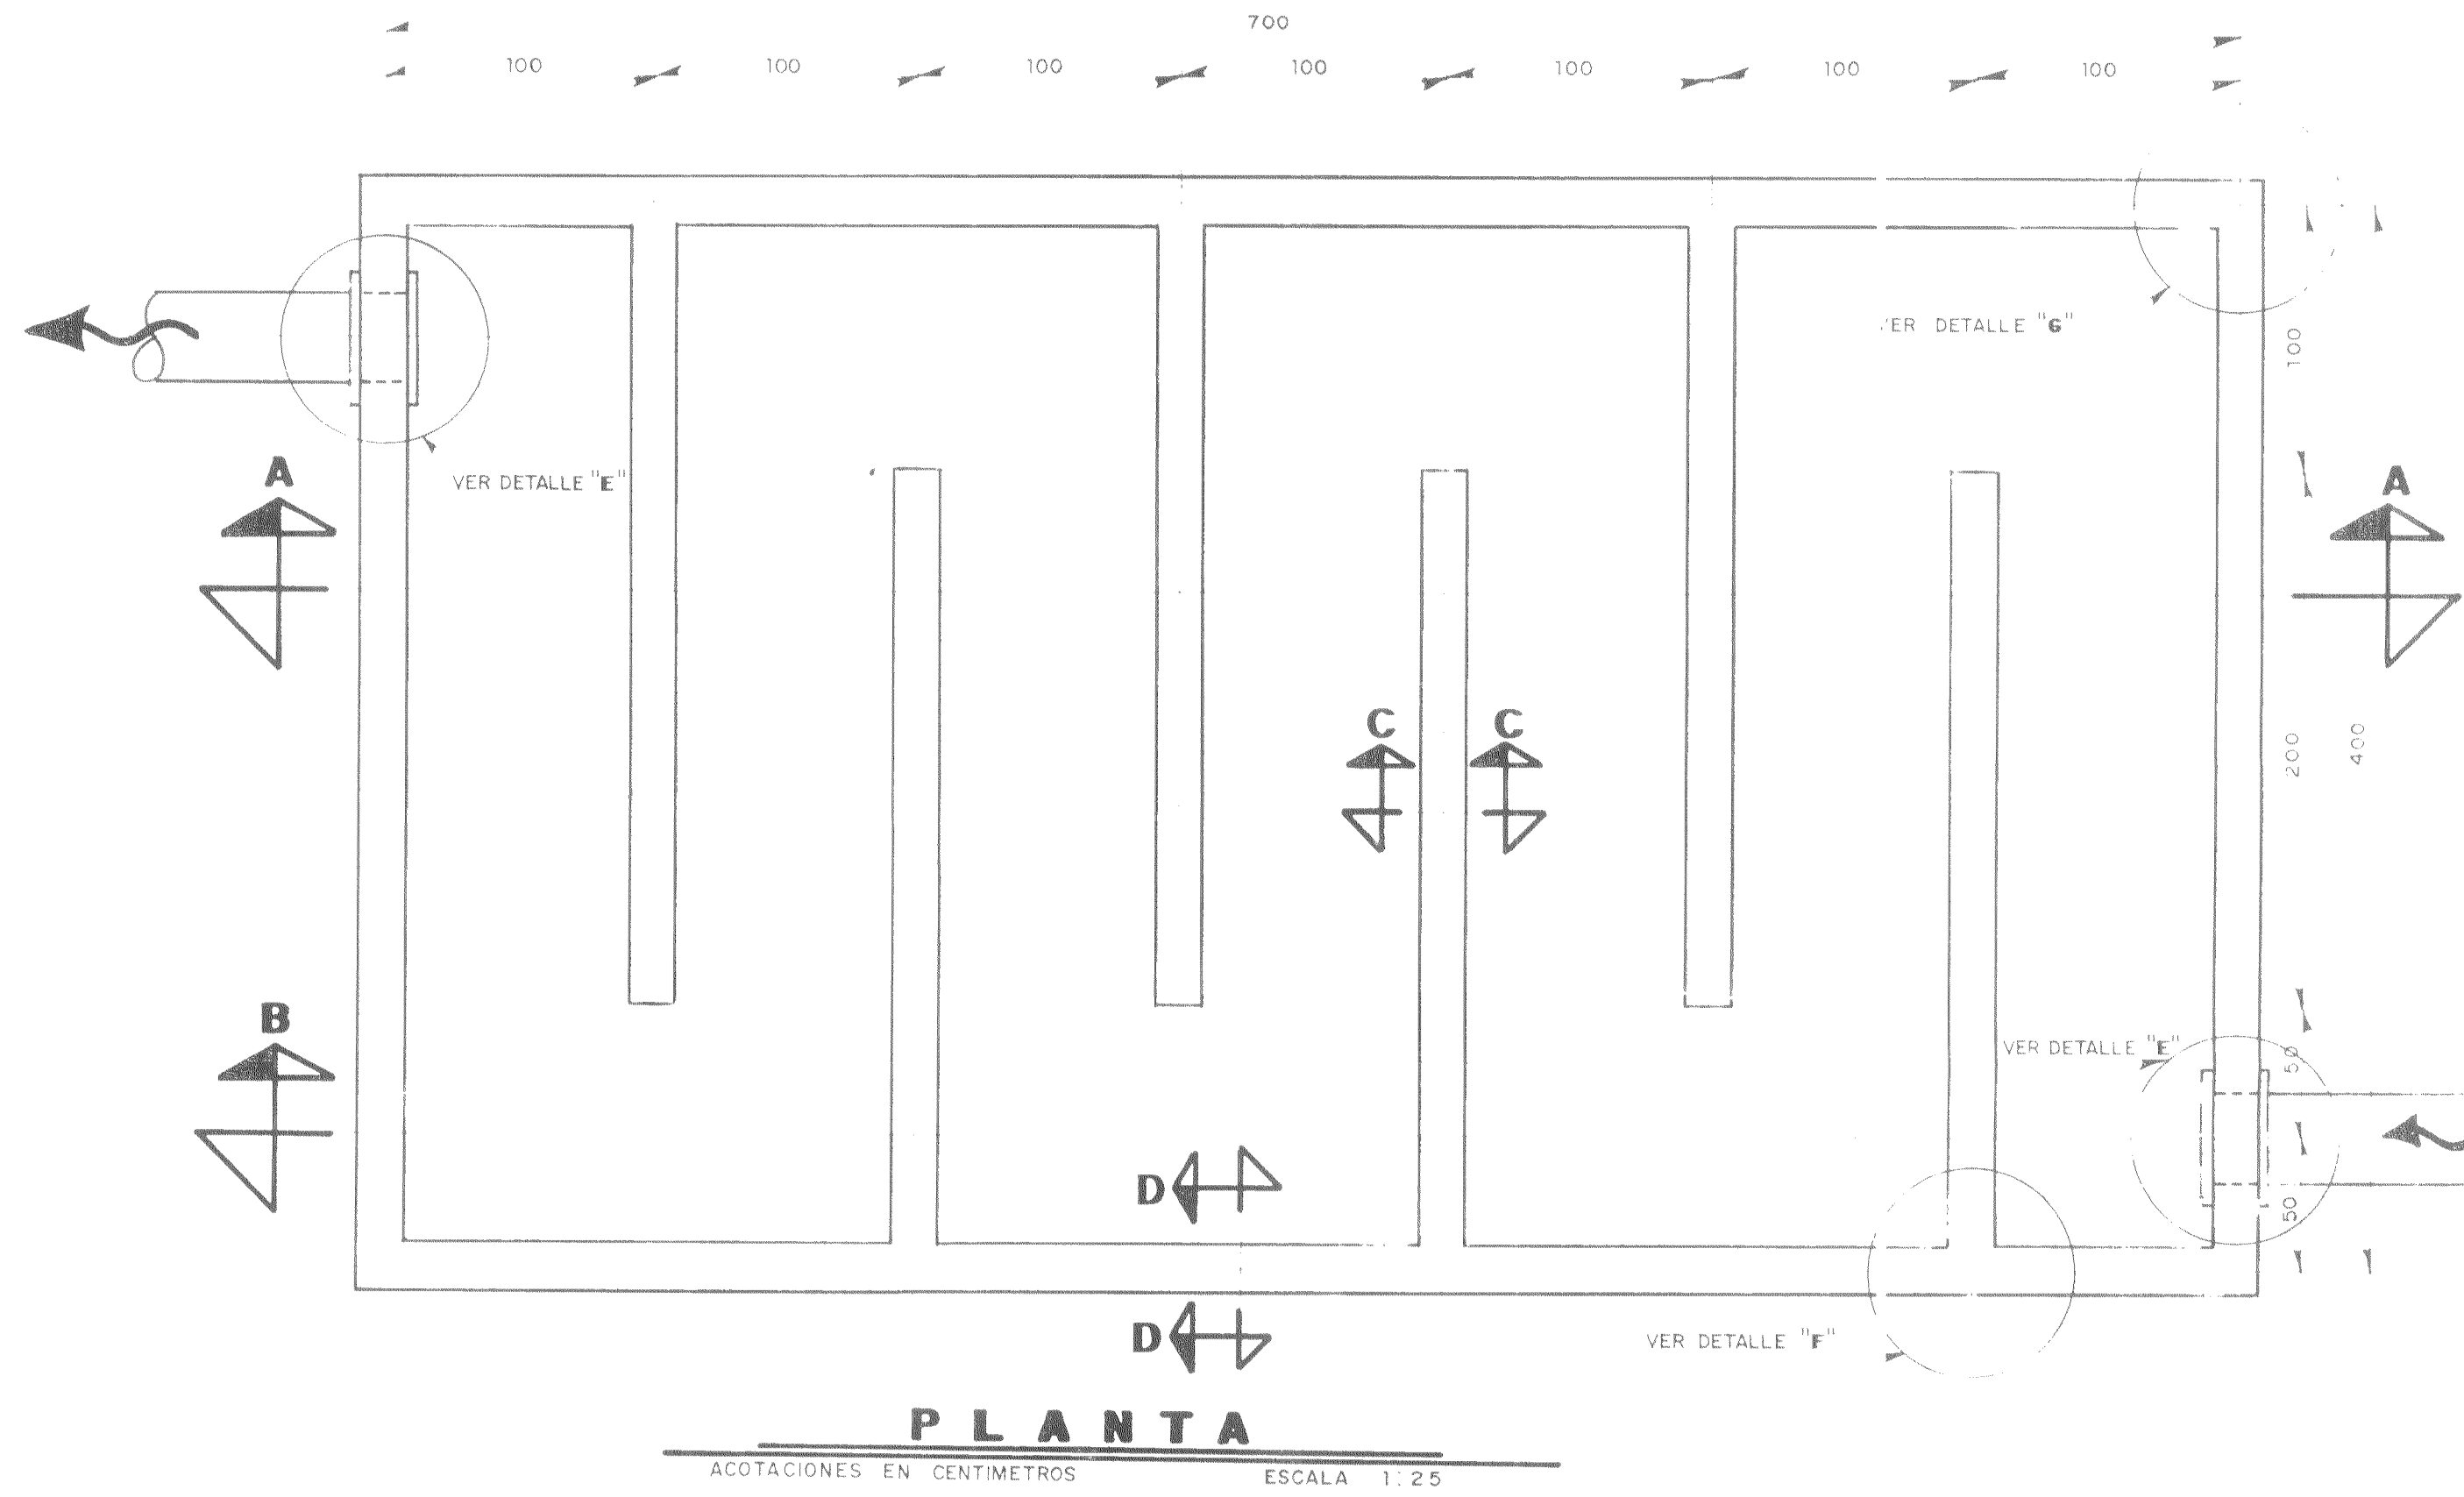 700
100 100 100 100 100 100 100
VER DETALLE "G"
100
VER DETALLE "E"
A
A
C C
200
400
B
VER DETALLE "E"
50
D
50
D
VER DETALLE "F"
PLANTA
ACOTACIONES EN CENTIMETROS ESCALA 1:25